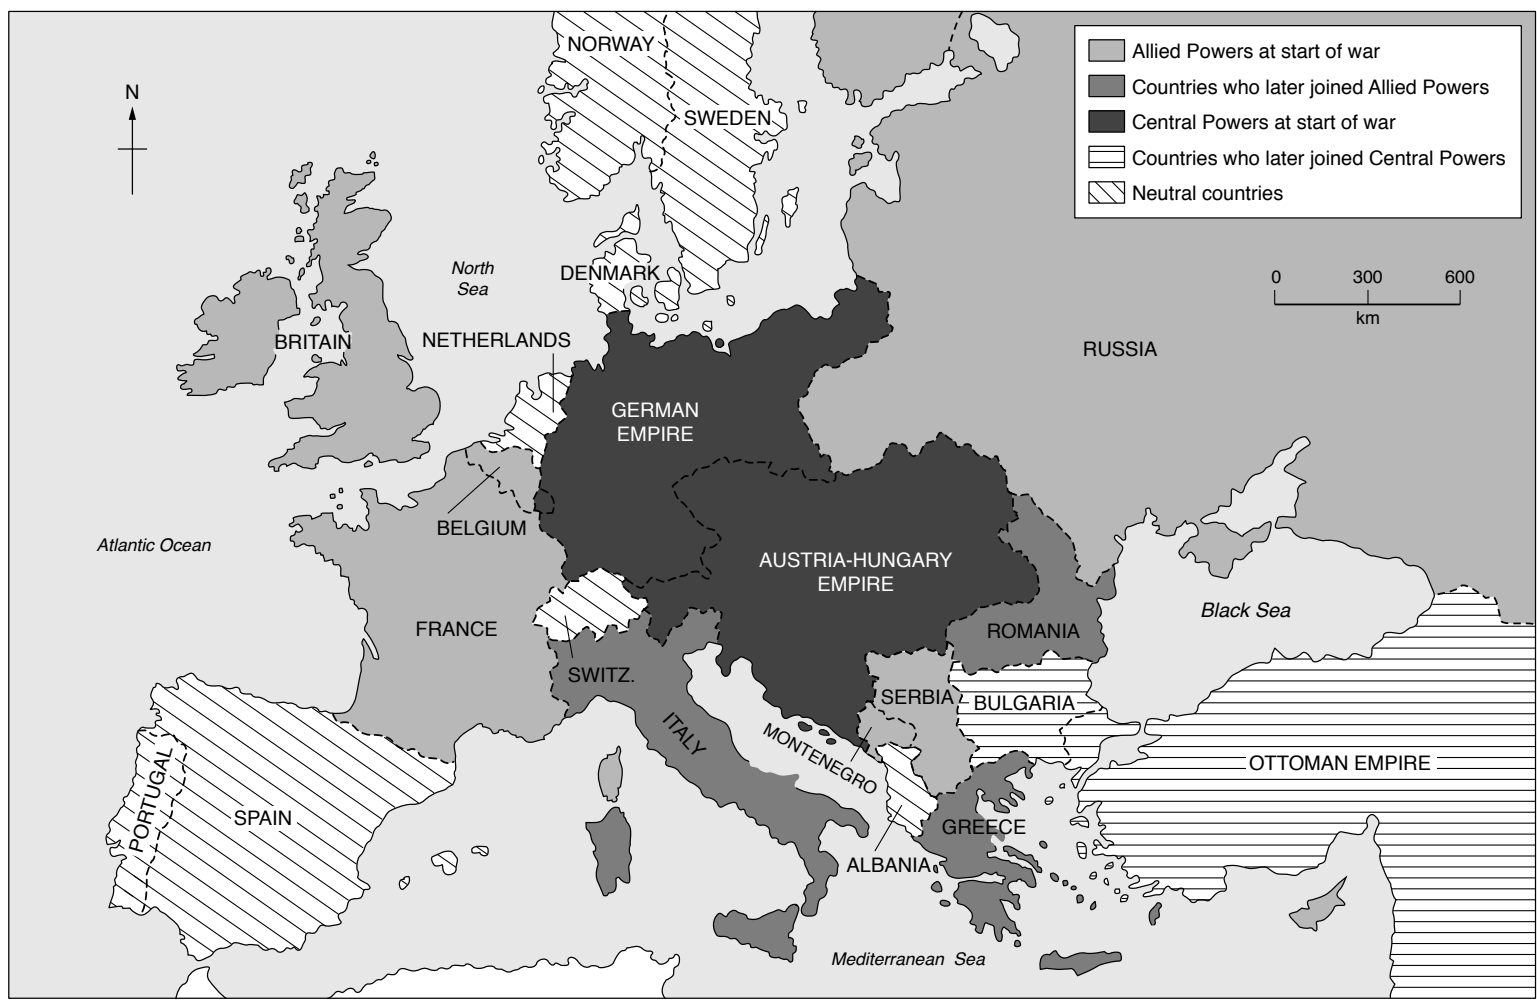 NORWAY
SWEDEN
N
Allied Powers at start of war
Countries who later joined Allied Powers
Central Powers at start of war
Countries who later joined Central Powers
Neutral countries
North
Sea
DENMARK
0 300 600
km
BRITAIN
NETHERLANDS
RUSSIA
GERMAN
EMPIRE
BELGIUM
Atlantic Ocean
AUSTRIA-HUNGARY
EMPIRE
Black Sea
FRANCE
ROMANIA
SWITZ.
SERBIA
BULGARIA
ITALY
MONTENEGRO
OTTOMAN EMPIRE
PORTUGAL
SPAIN
GREECE
ALBANIA
Mediterranean Sea